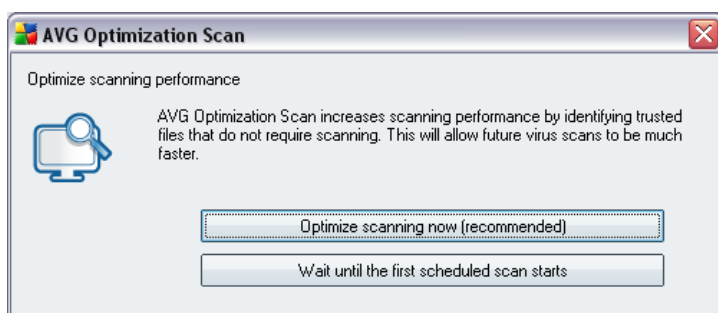 AVG Optimization Scan
Optimize scanning performance
AVG Optimization Scan increases scanning performance by identifying trusted
files that do not require scanning. This will allow future virus scans to be much
faster.
Optimize scanning now (recommended)
Wait until the first scheduled scan starts